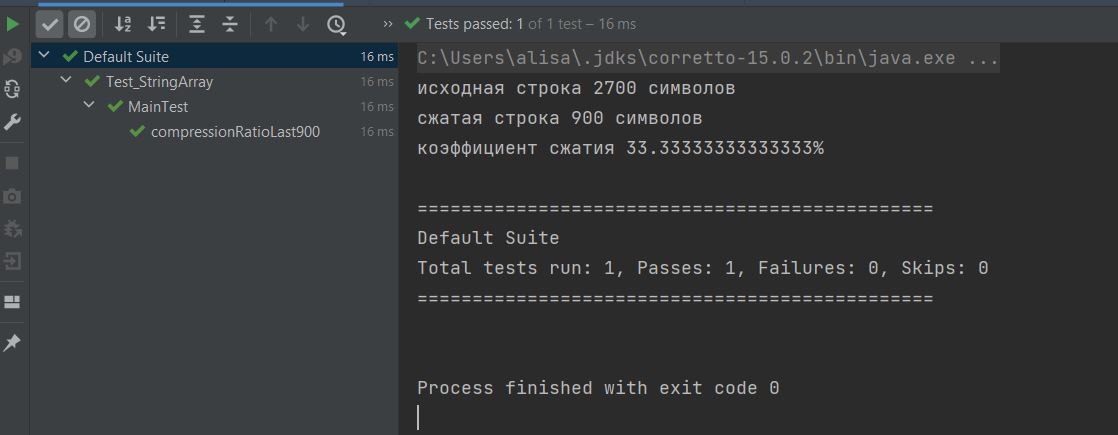 Tests passed: 1 of 1 test – 16 ms
Default Suite 16 ms
Test_StringArray 16 ms
MainTest 16 ms
compressionRatioLast900 16 ms
C:\Users\alisa\.jdks\corretto-15.0.2\bin\java.exe ...
исходная строка 2700 символов
сжатая строка 900 символов
коэффициент сжатия 33.33333333333333%
===============================================
Default Suite
Total tests run: 1, Passes: 1, Failures: 0, Skips: 0
===============================================
Process finished with exit code 0